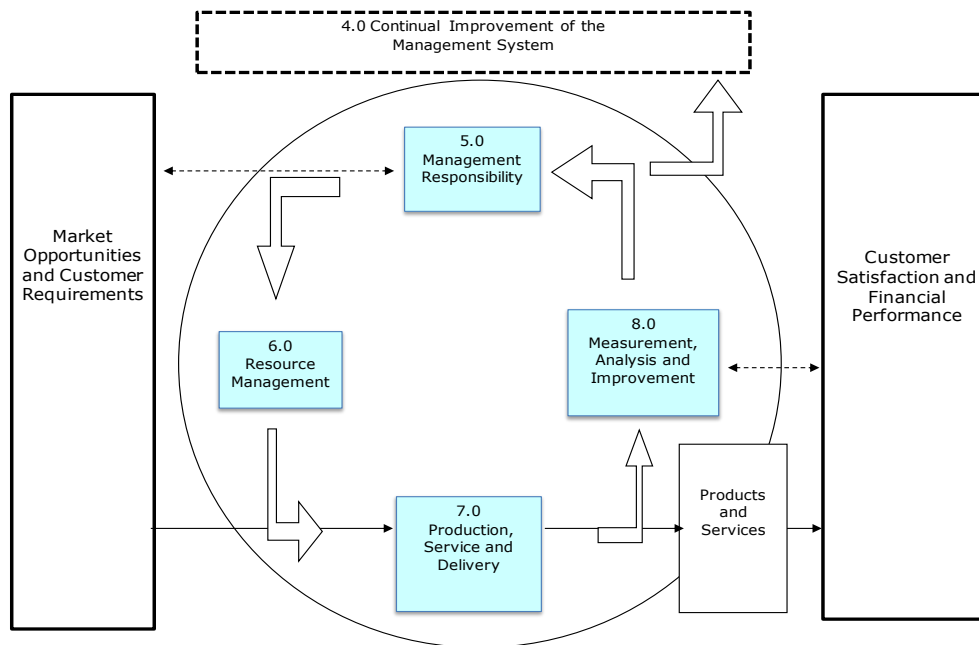 4.0 Continual Improvement of the
Management System
5.0
Management
Responsibility
Market
Opportunities
and Customer
Requirements
Customer
Satisfaction and
Financial
Performance
6.0
Resource
Management
8.0
Measurement,
Analysis and
Improvement
7.0
Production,
Service and
Delivery
Products
and
Services